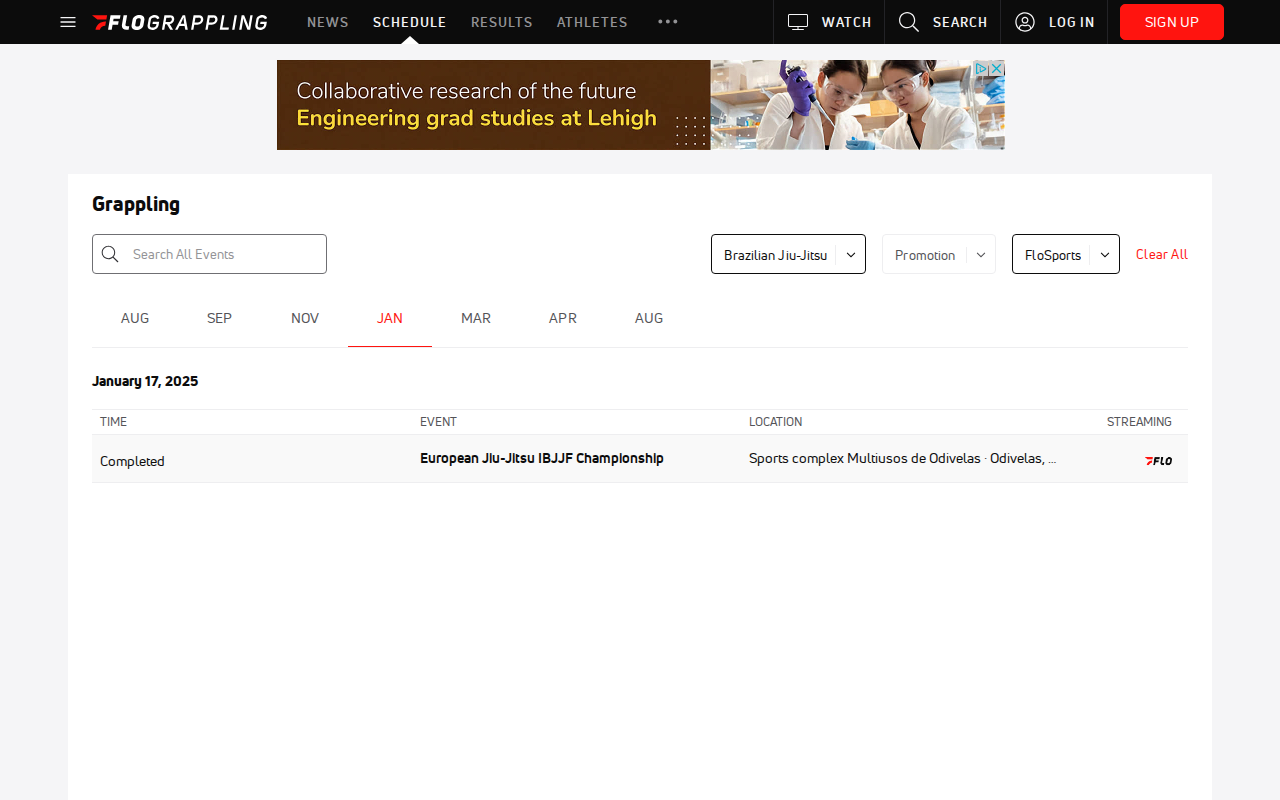 FLOGRAPPLING NEWS SCHEDULE RESULTS ATHLETES WATCH SEARCH LOG IN SIGN UP
Collaborative research of the future
Engineering grad studies at Lehigh
Grappling
Search All Events Brazilian Jiu-Jitsu Promotion FloSports Clear All
AUG SEP NOV JAN MAR APR AUG
January 17, 2025
TIME EVENT LOCATION STREAMING
Completed European Jiu-Jitsu IBJJF Championship Sports complex Multiusos de Odivelas · Odivelas, ... FLO